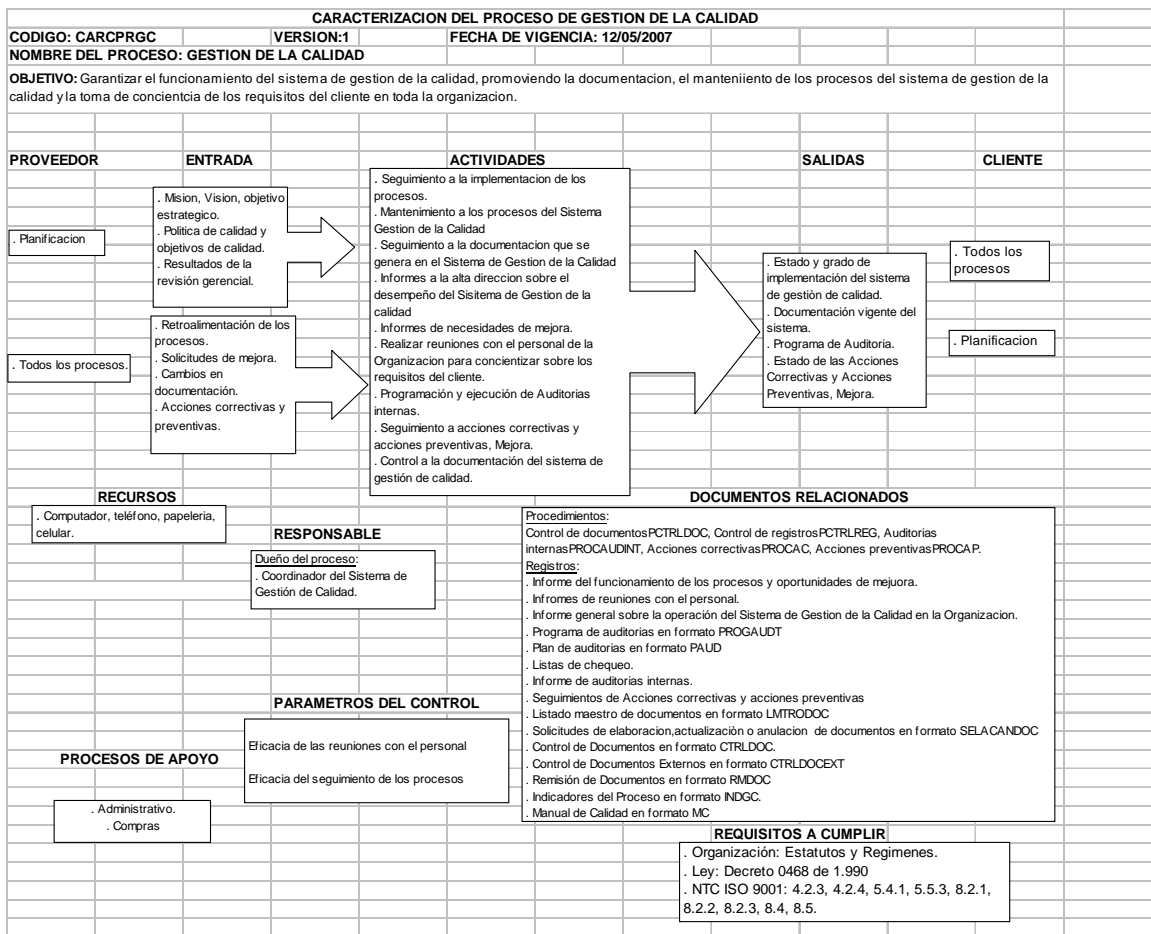 CARACTERIZACION DEL PROCESO DE GESTION DE LA CALIDAD
CODIGO: CARCPRGC VERSION:1 FECHA DE VIGENCIA: 12/05/2007
NOMBRE DEL PROCESO: GESTION DE LA CALIDAD
OBJETIVO: Garantizar el funcionamiento del sistema de gestion de la calidad, promoviendo la documentacion, el manteniiento de los procesos del sistema de gestion de la
calidad y la toma de concientcia de los requisitos del cliente en toda la organizacion.
PROVEEDOR ENTRADA ACTIVIDADES SALIDAS CLIENTE
. Planificacion
. Todos los procesos.
. Mision, Vision, objetivo
estrategico.
. Politica de calidad y
objetivos de calidad.
. Resultados de la
revisión gerencial.
. Retroalimentación de los
procesos.
. Solicitudes de mejora.
. Cambios en
documentación.
. Acciones correctivas y
preventivas.
. Seguimiento a la implementacion de los
procesos.
. Mantenimiento a los procesos del Sistema
Gestion de la Calidad
. Seguimiento a la documentacion que se
genera en el Sistema de Gestion de la Calidad
. Informes a la alta direccion sobre el
desempeño del Sisitema de Gestion de la
calidad
. Informes de necesidades de mejora.
. Realizar reuniones con el personal de la
Organizacion para concientizar sobre los
requisitos del cliente.
. Programación y ejecución de Auditorias
internas.
. Seguimiento a acciones correctivas y
acciones preventivas, Mejora.
. Control a la documentación del sistema de
gestión de calidad.
. Estado y grado de
implementación del sistema
de gestiòn de calidad.
. Documentación vigente del
sistema.
. Programa de Auditoria.
. Estado de las Acciones
Correctivas y Acciones
Preventivas, Mejora.
. Todos los
procesos
. Planificacion
RECURSOS
. Computador, teléfono, papeleria,
celular.
RESPONSABLE
Dueño del proceso:
. Coordinador del Sistema de
Gestión de Calidad.
PARAMETROS DEL CONTROL
Eficacia de las reuniones con el personal
Eficacia del seguimiento de los procesos
PROCESOS DE APOYO
. Administrativo.
. Compras
DOCUMENTOS RELACIONADOS
Procedimientos:
Control de documentosPCTRLDOC, Control de registrosPCTRLREG, Auditorias
internasPROCAUDINT, Acciones correctivasPROCAC, Acciones preventivasPROCAP.
Registros:
. Informe del funcionamiento de los procesos y oportunidades de mejuora.
. Infromes de reuniones con el personal.
. Informe general sobre la operación del Sistema de Gestion de la Calidad en la Organizacion.
. Programa de auditorias en formato PROGAUDT
. Plan de auditorias en formato PAUD
. Listas de chequeo.
. Informe de auditorias internas.
. Seguimientos de Acciones correctivas y acciones preventivas
. Listado maestro de documentos en formato LMTRODOC
. Solicitudes de elaboracion,actualizaciòn o anulacion de documentos en formato SELACANDOC
. Control de Documentos en formato CTRLDOC.
. Control de Documentos Externos en formato CTRLDOCEXT
. Remisión de Documentos en formato RMDOC
. Indicadores del Proceso en formato INDGC.
. Manual de Calidad en formato MC
REQUISITOS A CUMPLIR
. Organización: Estatutos y Regimenes.
. Ley: Decreto 0468 de 1.990
. NTC ISO 9001: 4.2.3, 4.2.4, 5.4.1, 5.5.3, 8.2.1,
8.2.2, 8.2.3, 8.4, 8.5.